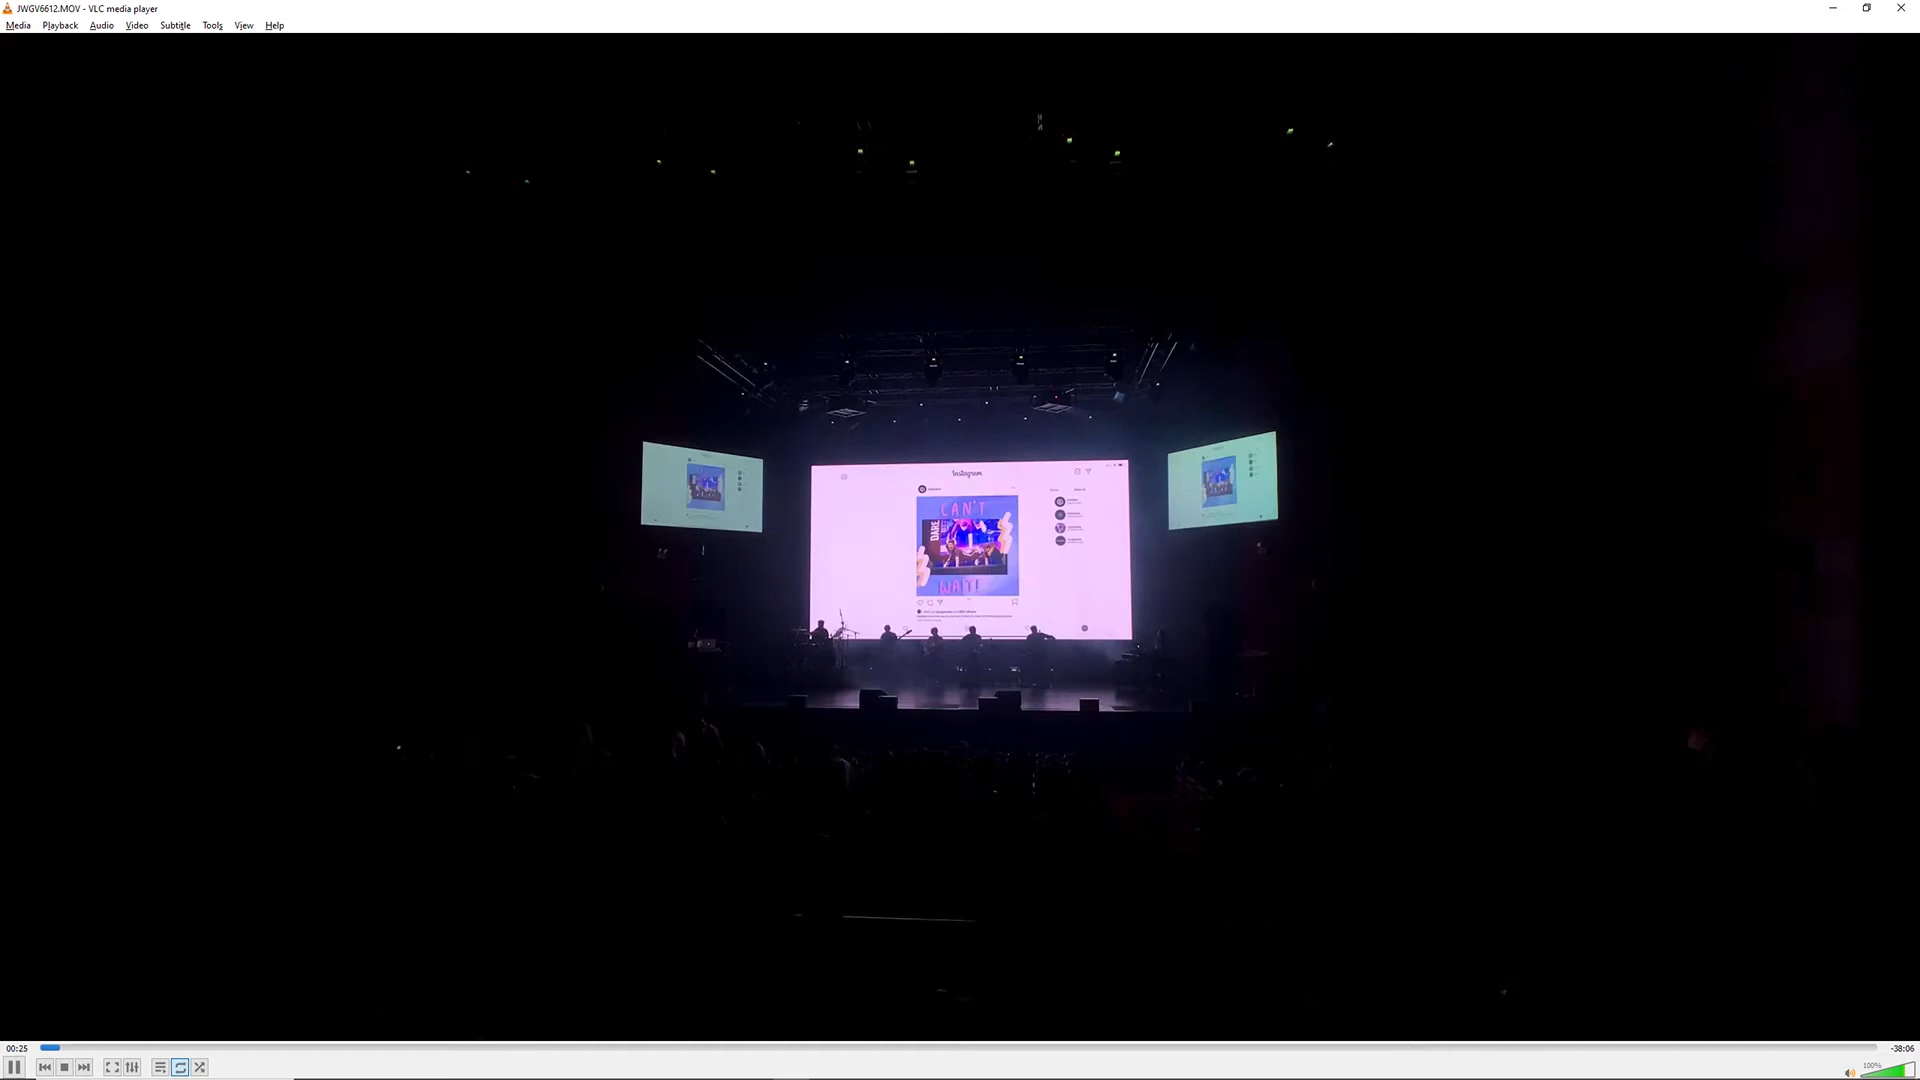 JWGV6612.MOV - VLC media player
Media Playback Audio Video Subtitle Tools View Help
Instagram
CAN'T
DARE
WAIT!
00:25
-38:06
100%